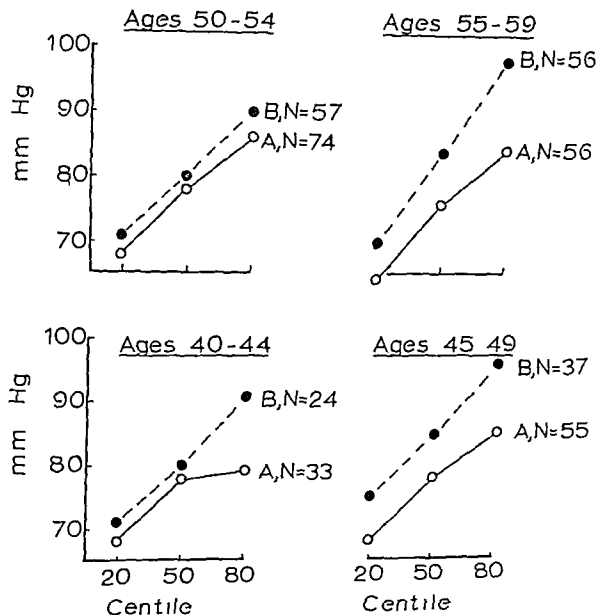 Ages 50-54
Ages 55-59
100
90
80
70
mm Hg
B,N=57
A,N=74
B,N=56
A,N=56
Ages 40-44
Ages 45 49
100
90
80
70
mm Hg
B,N=24
A,N=33
B,N=37
A,N=55
20 50 80
20 50 80
Centile
Centile